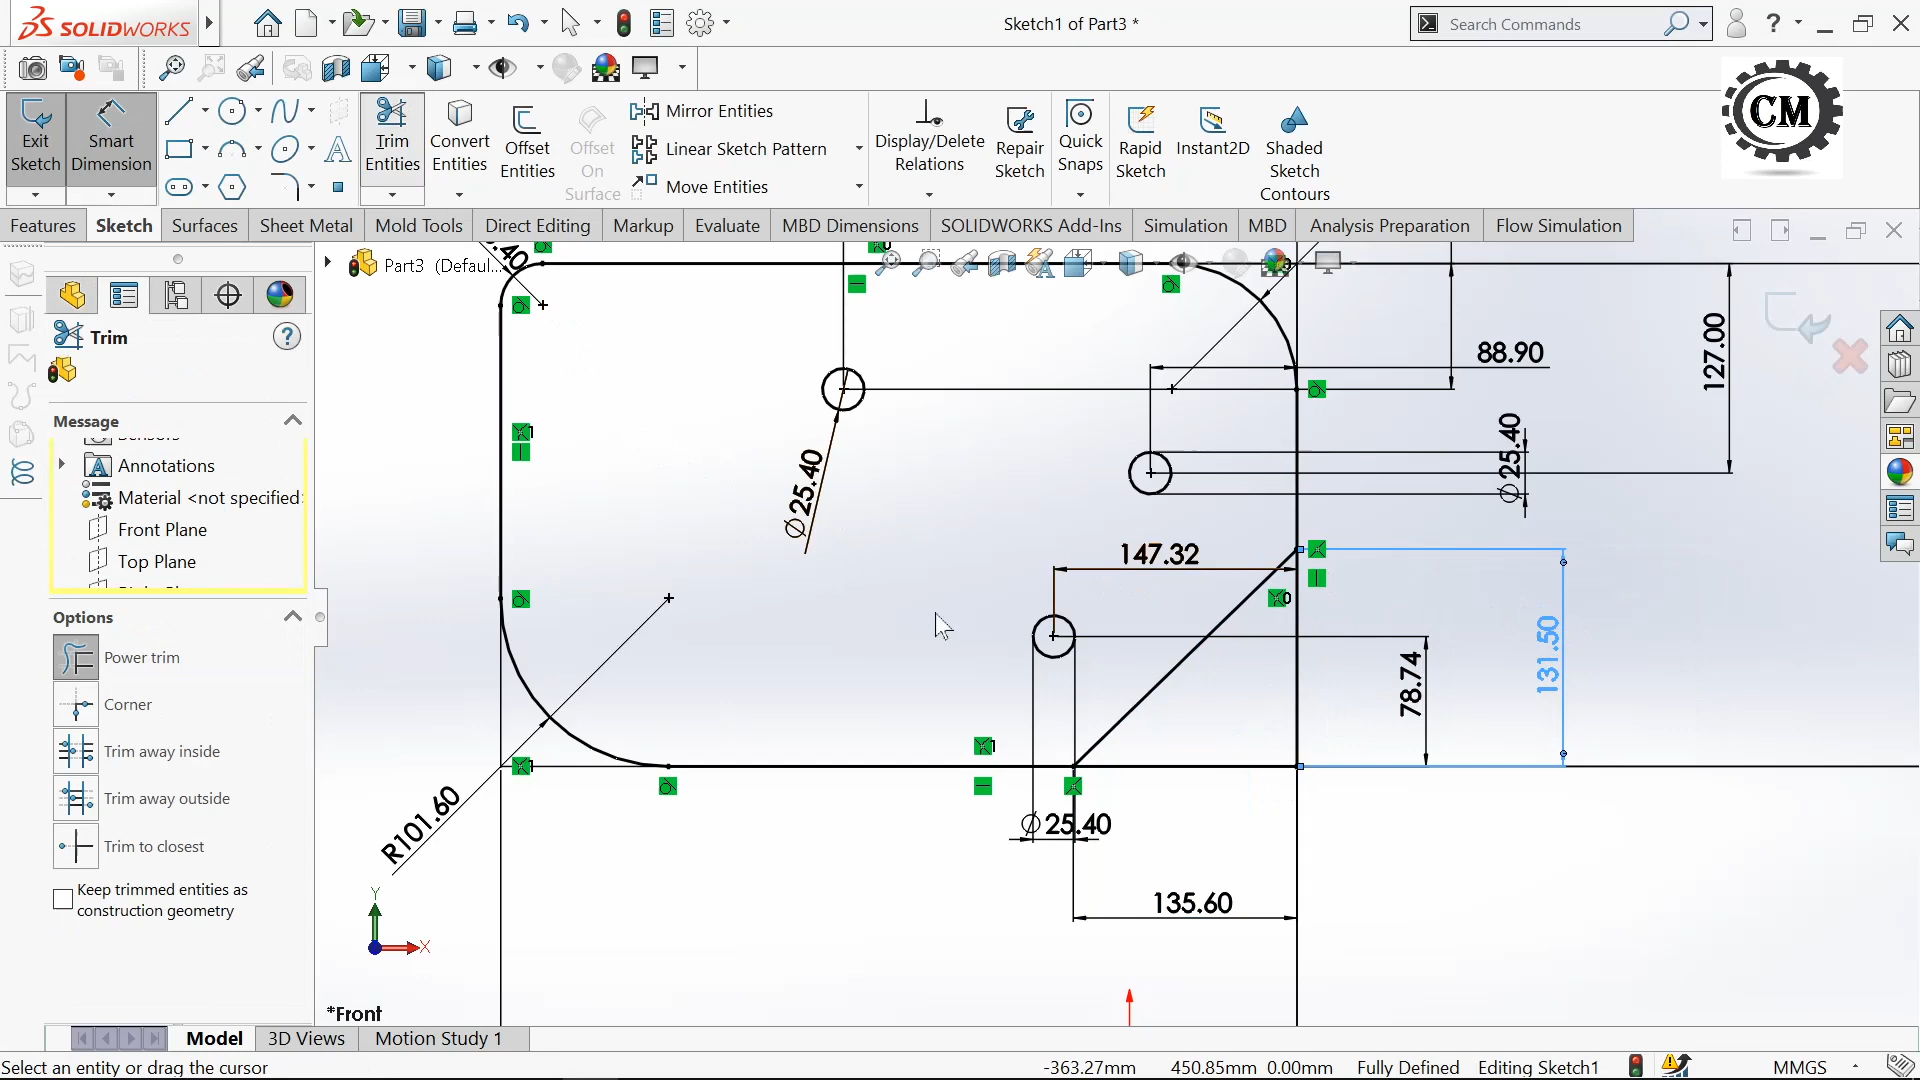 SOLIDWORKS
Sketch1 of Part3 *
Search Commands
?
Exit Sketch
Smart Dimension
Trim Entities
Convert Entities
Offset Entities
Offset On Surface
Mirror Entities
Linear Sketch Pattern
Move Entities
Display/Delete Relations
Repair Sketch
Quick Snaps
Rapid Sketch
Instant2D
Shaded Sketch Contours
CM
Features
Sketch
Surfaces
Sheet Metal
Mold Tools
Direct Editing
Markup
Evaluate
MBD Dimensions
SOLIDWORKS Add-Ins
Simulation
MBD
Analysis Preparation
Flow Simulation
Part3 (Defaul...
Trim
?
Message
Annotations
Material <not specified>
Front Plane
Top Plane
Options
Power trim
Corner
Trim away inside
Trim away outside
Trim to closest
Keep trimmed entities as
construction geometry
.40
88.90
127.00
∅25.40
∅25.40
147.32
131.50
78.74
R101.60
∅25.40
135.60
Y
X
*Front
Model
3D Views
Motion Study 1
Select an entity or drag the cursor
-363.27mm
450.85mm
0.00mm
Fully Defined
Editing Sketch1
MMGS